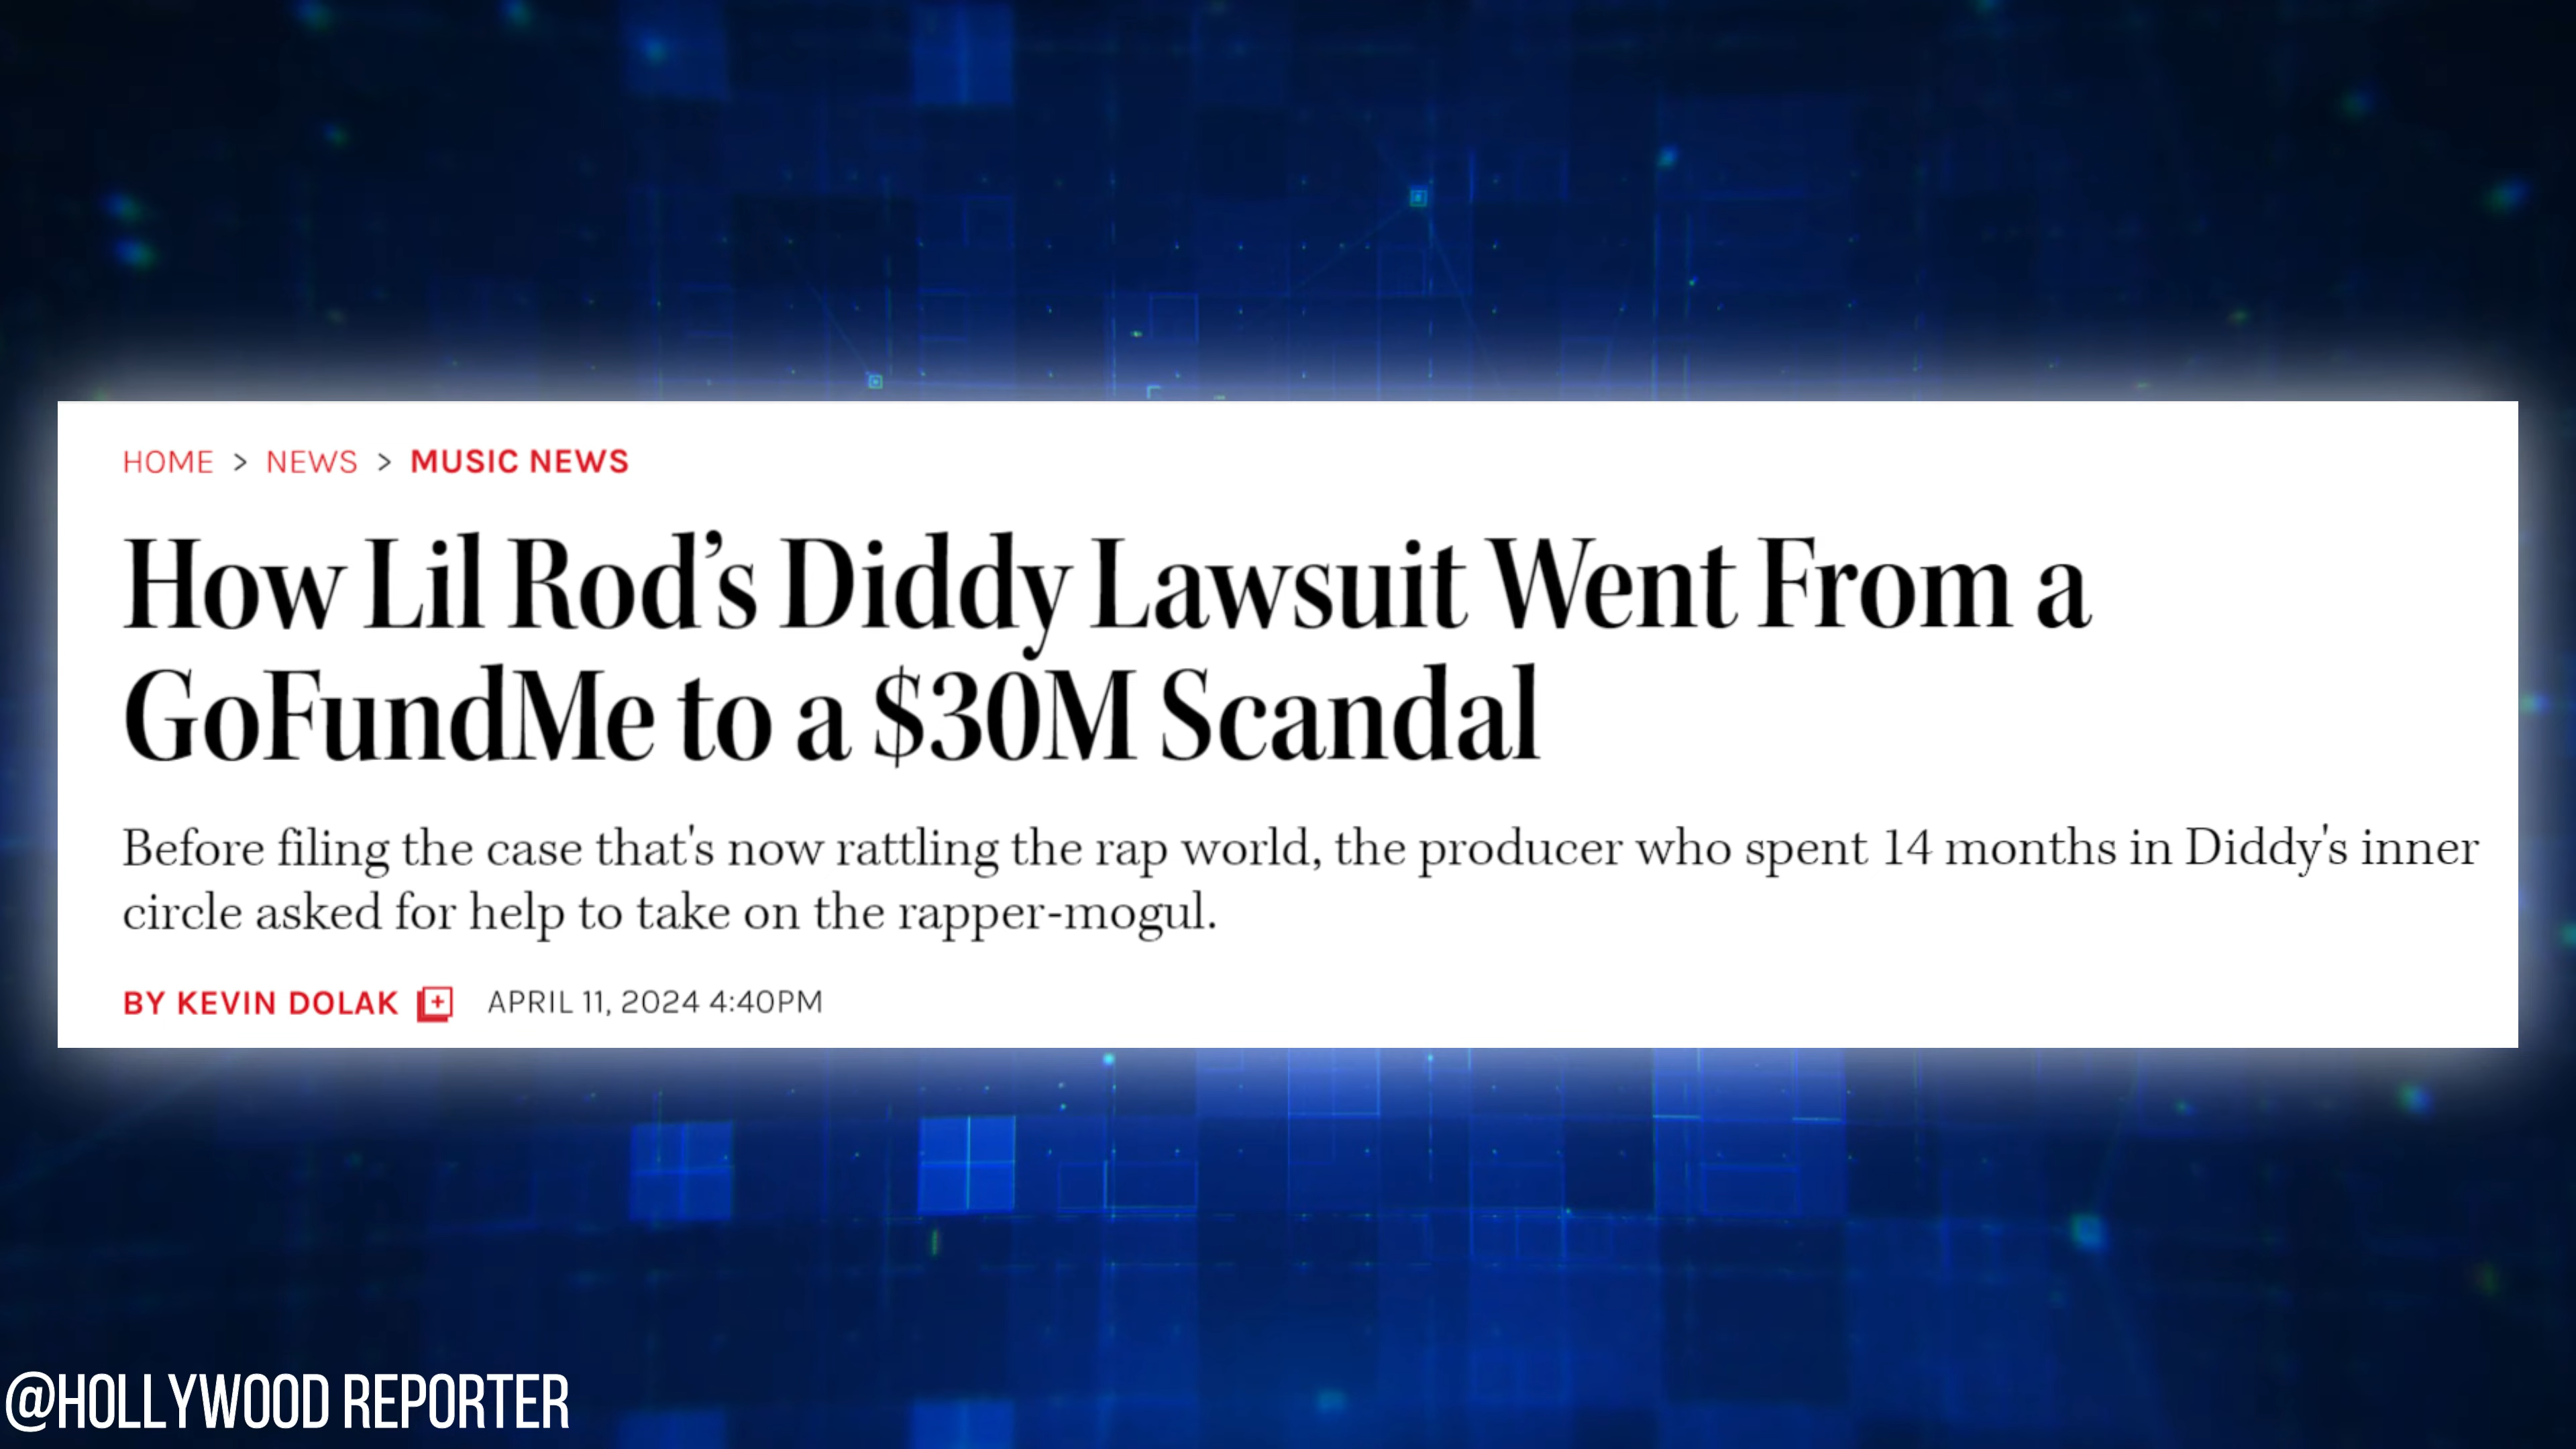 HOME > NEWS > MUSIC NEWS
How Lil Rod’s Diddy Lawsuit Went From a
GoFundMe to a $30M Scandal
Before filing the case that's now rattling the rap world, the producer who spent 14 months in Diddy's inner
circle asked for help to take on the rapper-mogul.
BY KEVIN DOLAK APRIL 11, 2024 4:40PM
@HOLLYWOOD REPORTER